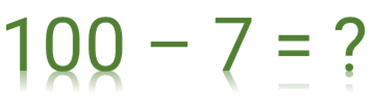 100 − 7 = ?